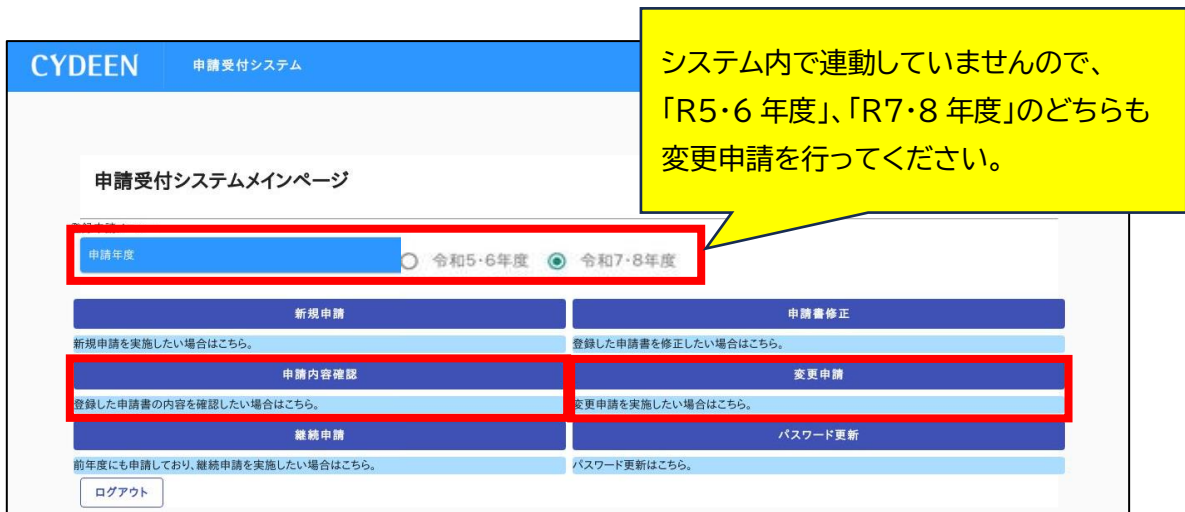 CYDEEN 申請受付システム
システム内で連動していませんので、
「R5・6 年度」、「R7・8 年度」のどちらも
変更申請を行ってください。
申請受付システムメインページ
申請年度 令和5・6年度 令和7・8年度
新規申請 申請書修正
新規申請を実施したい場合はこちら。 登録した申請書を修正したい場合はこちら。
申請内容確認 変更申請
登録した申請書の内容を確認したい場合はこちら。 変更申請を実施したい場合はこちら。
継続申請 パスワード更新
前年度にも申請しており、継続申請を実施したい場合はこちら。 パスワード更新はこちら。
ログアウト